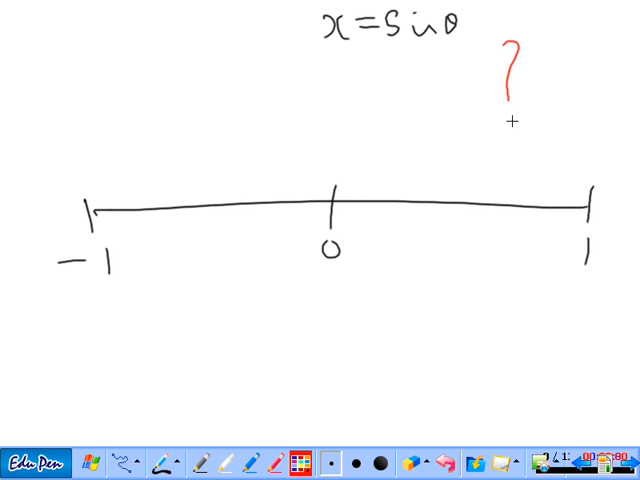 x=sinθ
?
-1 0 1
Edu Pen